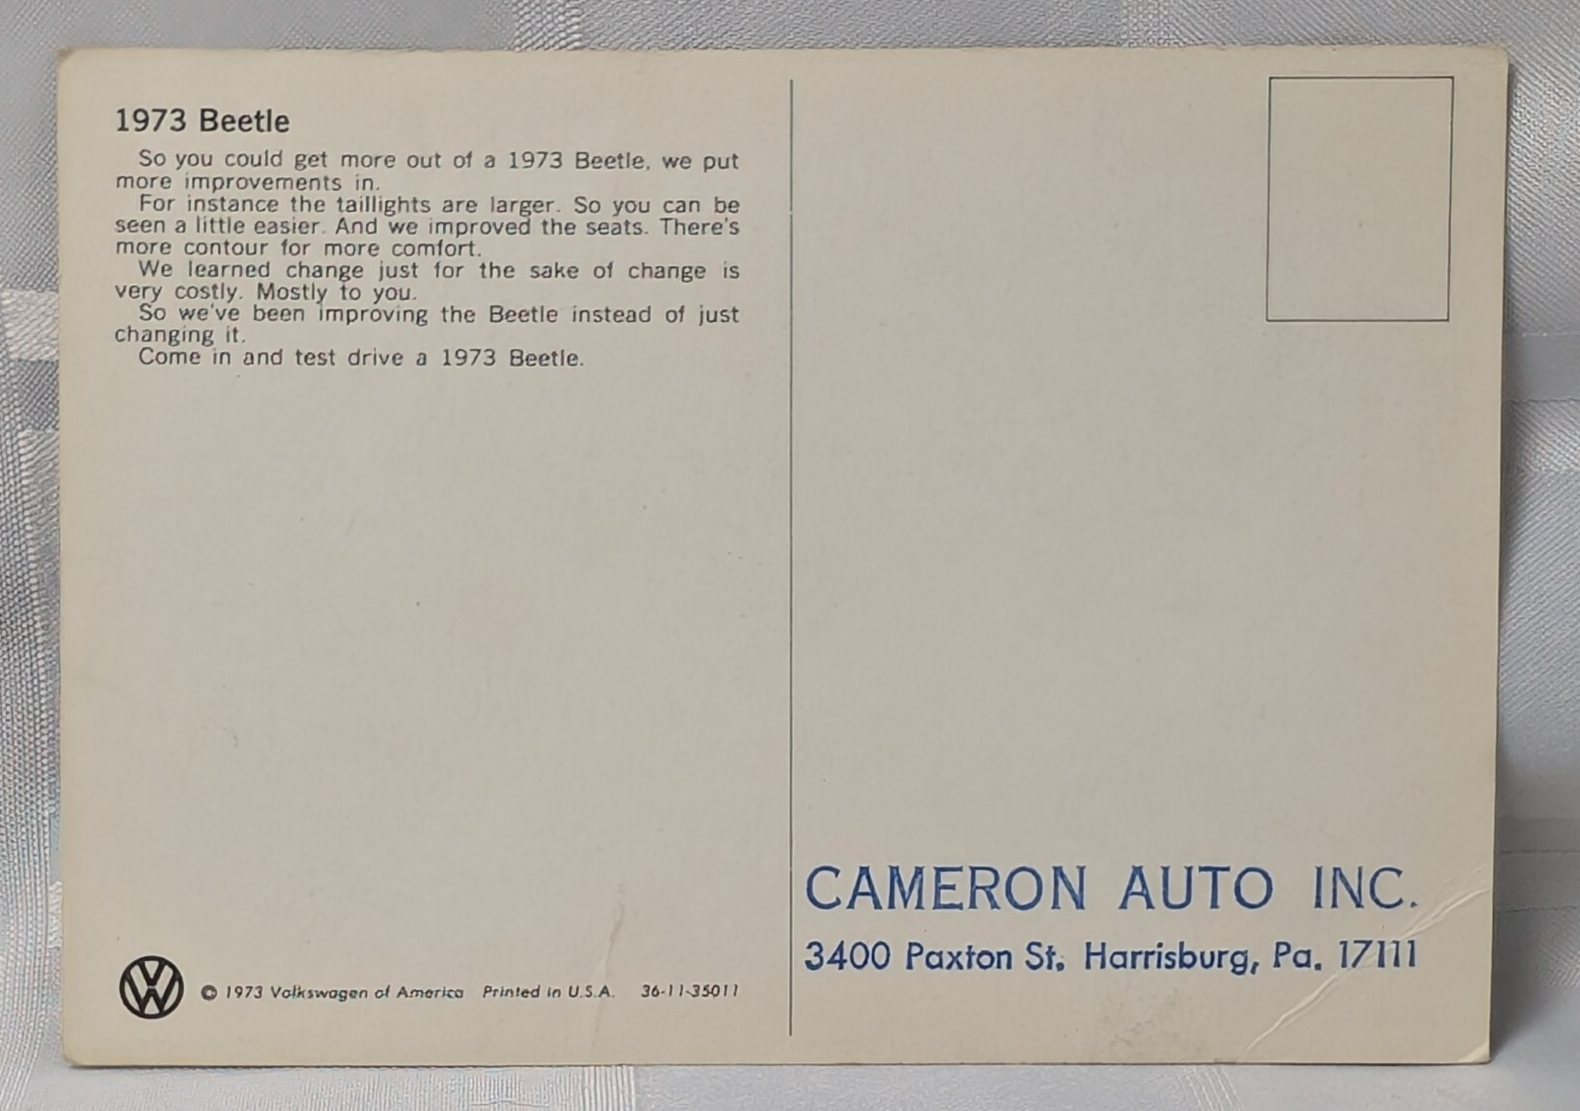 1973 Beetle
So you could get more out of a 1973 Beetle, we put
more improvements in.
For instance the taillights are larger. So you can be
seen a little easier. And we improved the seats. There's
more contour for more comfort.
We learned change just for the sake of change is
very costly. Mostly to you.
So we've been improving the Beetle instead of just
changing it.
Come in and test drive a 1973 Beetle.
© 1973 Volkswagen of America Printed in U.S.A. 36-11-35011
CAMERON AUTO INC.
3400 Paxton St. Harrisburg, Pa. 17111